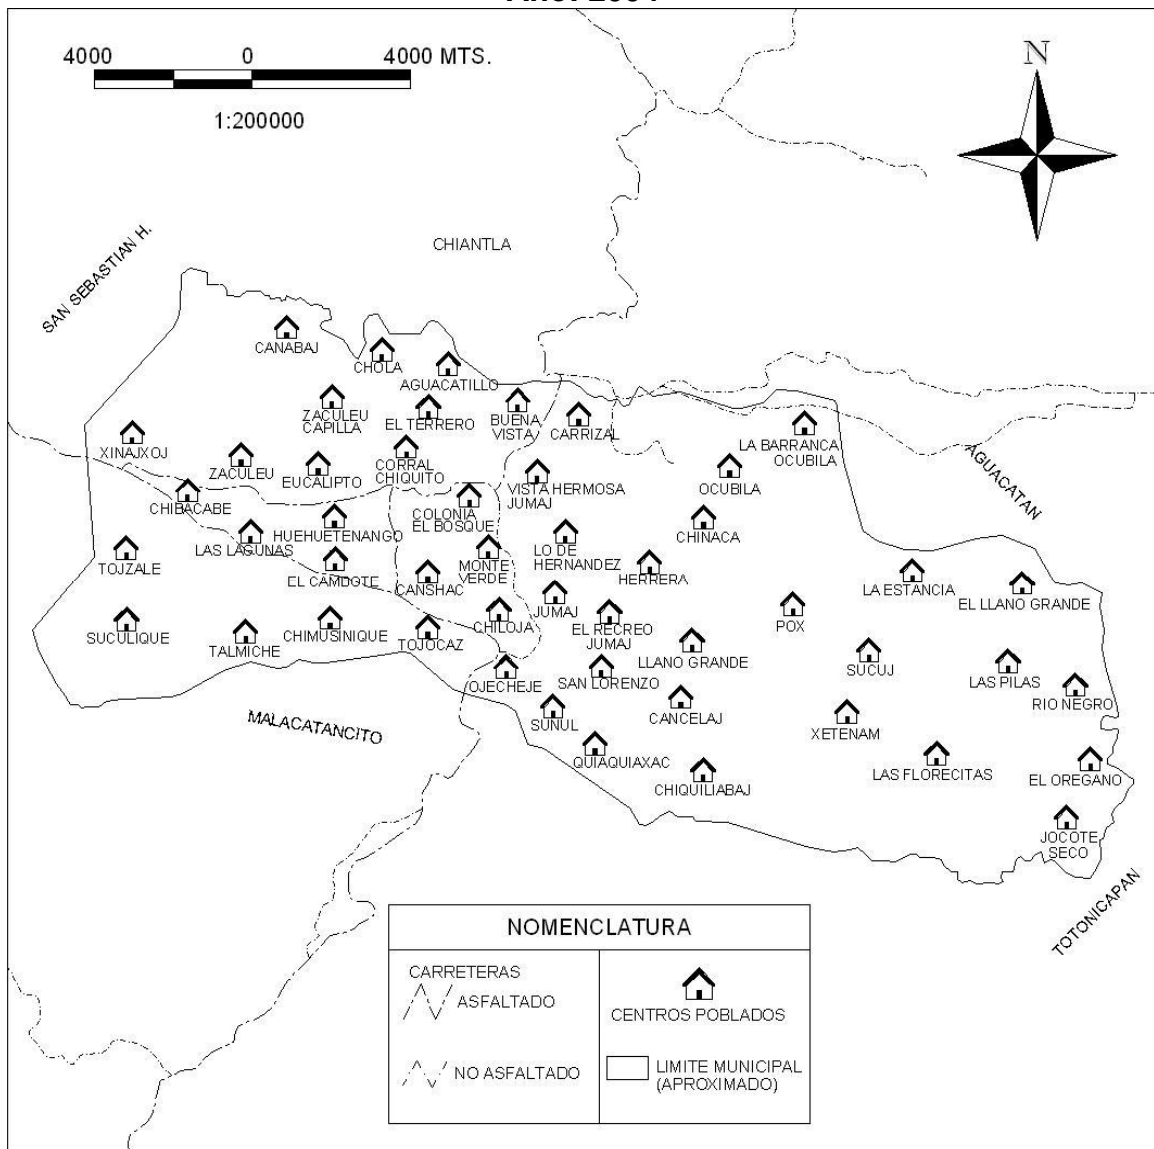 4000 0 4000 MTS.
1:200000
N
CHIANTLA
SAN SEBASTIAN H.
CANABAJ
CHOLA
AGUACATILLO
ZACULEU
CAPILLA
EL TERRERO
BUENA
VISTA
CARRIZAL
LA BARRANCA
OCUBILA
XINAJXOJ
ZACULEU
EUCALIPTO
CORRAL
CHIQUITO
VISTA HERMOSA
JUMAJ
OCUBILA
AGUACATAN
CHIBACABE
COLONIA
EL BOSQUE
CHINACA
LAS LAGUNAS
HUEHUETENANGO
LO DE
HERNANDEZ
TOJZALE
EL CAMBOTE
CANSHAC
MONTE
VERDE
HERRERA
LA ESTANCIA
EL LLANO GRANDE
JUMAJ
POX
SUCULIQUE
TALMICHE
CHIMUSINIQUE
TOJOCAZ
CHILOJA
EL RECREO
JUMAJ
LLANO GRANDE
SUCUJ
LAS PILAS
OJECHEJE
SAN LORENZO
RIO NEGRO
MALACATANCITO
SUNUL
CANCELAJ
XETENAM
QUIAQUIAXAC
CHIQUILIABAJ
LAS FLORECITAS
EL OREGANO
JOCOTE
SECO
TOTONICAPAN
NOMENCLATURA
CARRETERAS
ASFALTADO
NO ASFALTADO
CENTROS POBLADOS
LIMITE MUNICIPAL
(APROXIMADO)